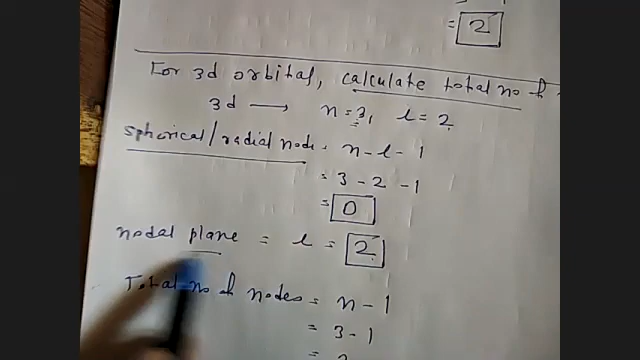 = 2
For 3d orbital, calculate total no of
3d → n = 3, l = 2
spherical/radial node = n - l - 1
= 3 - 2 - 1
= 0
nodal plane = l = 2
Total no of nodes = n - 1
= 3 - 1